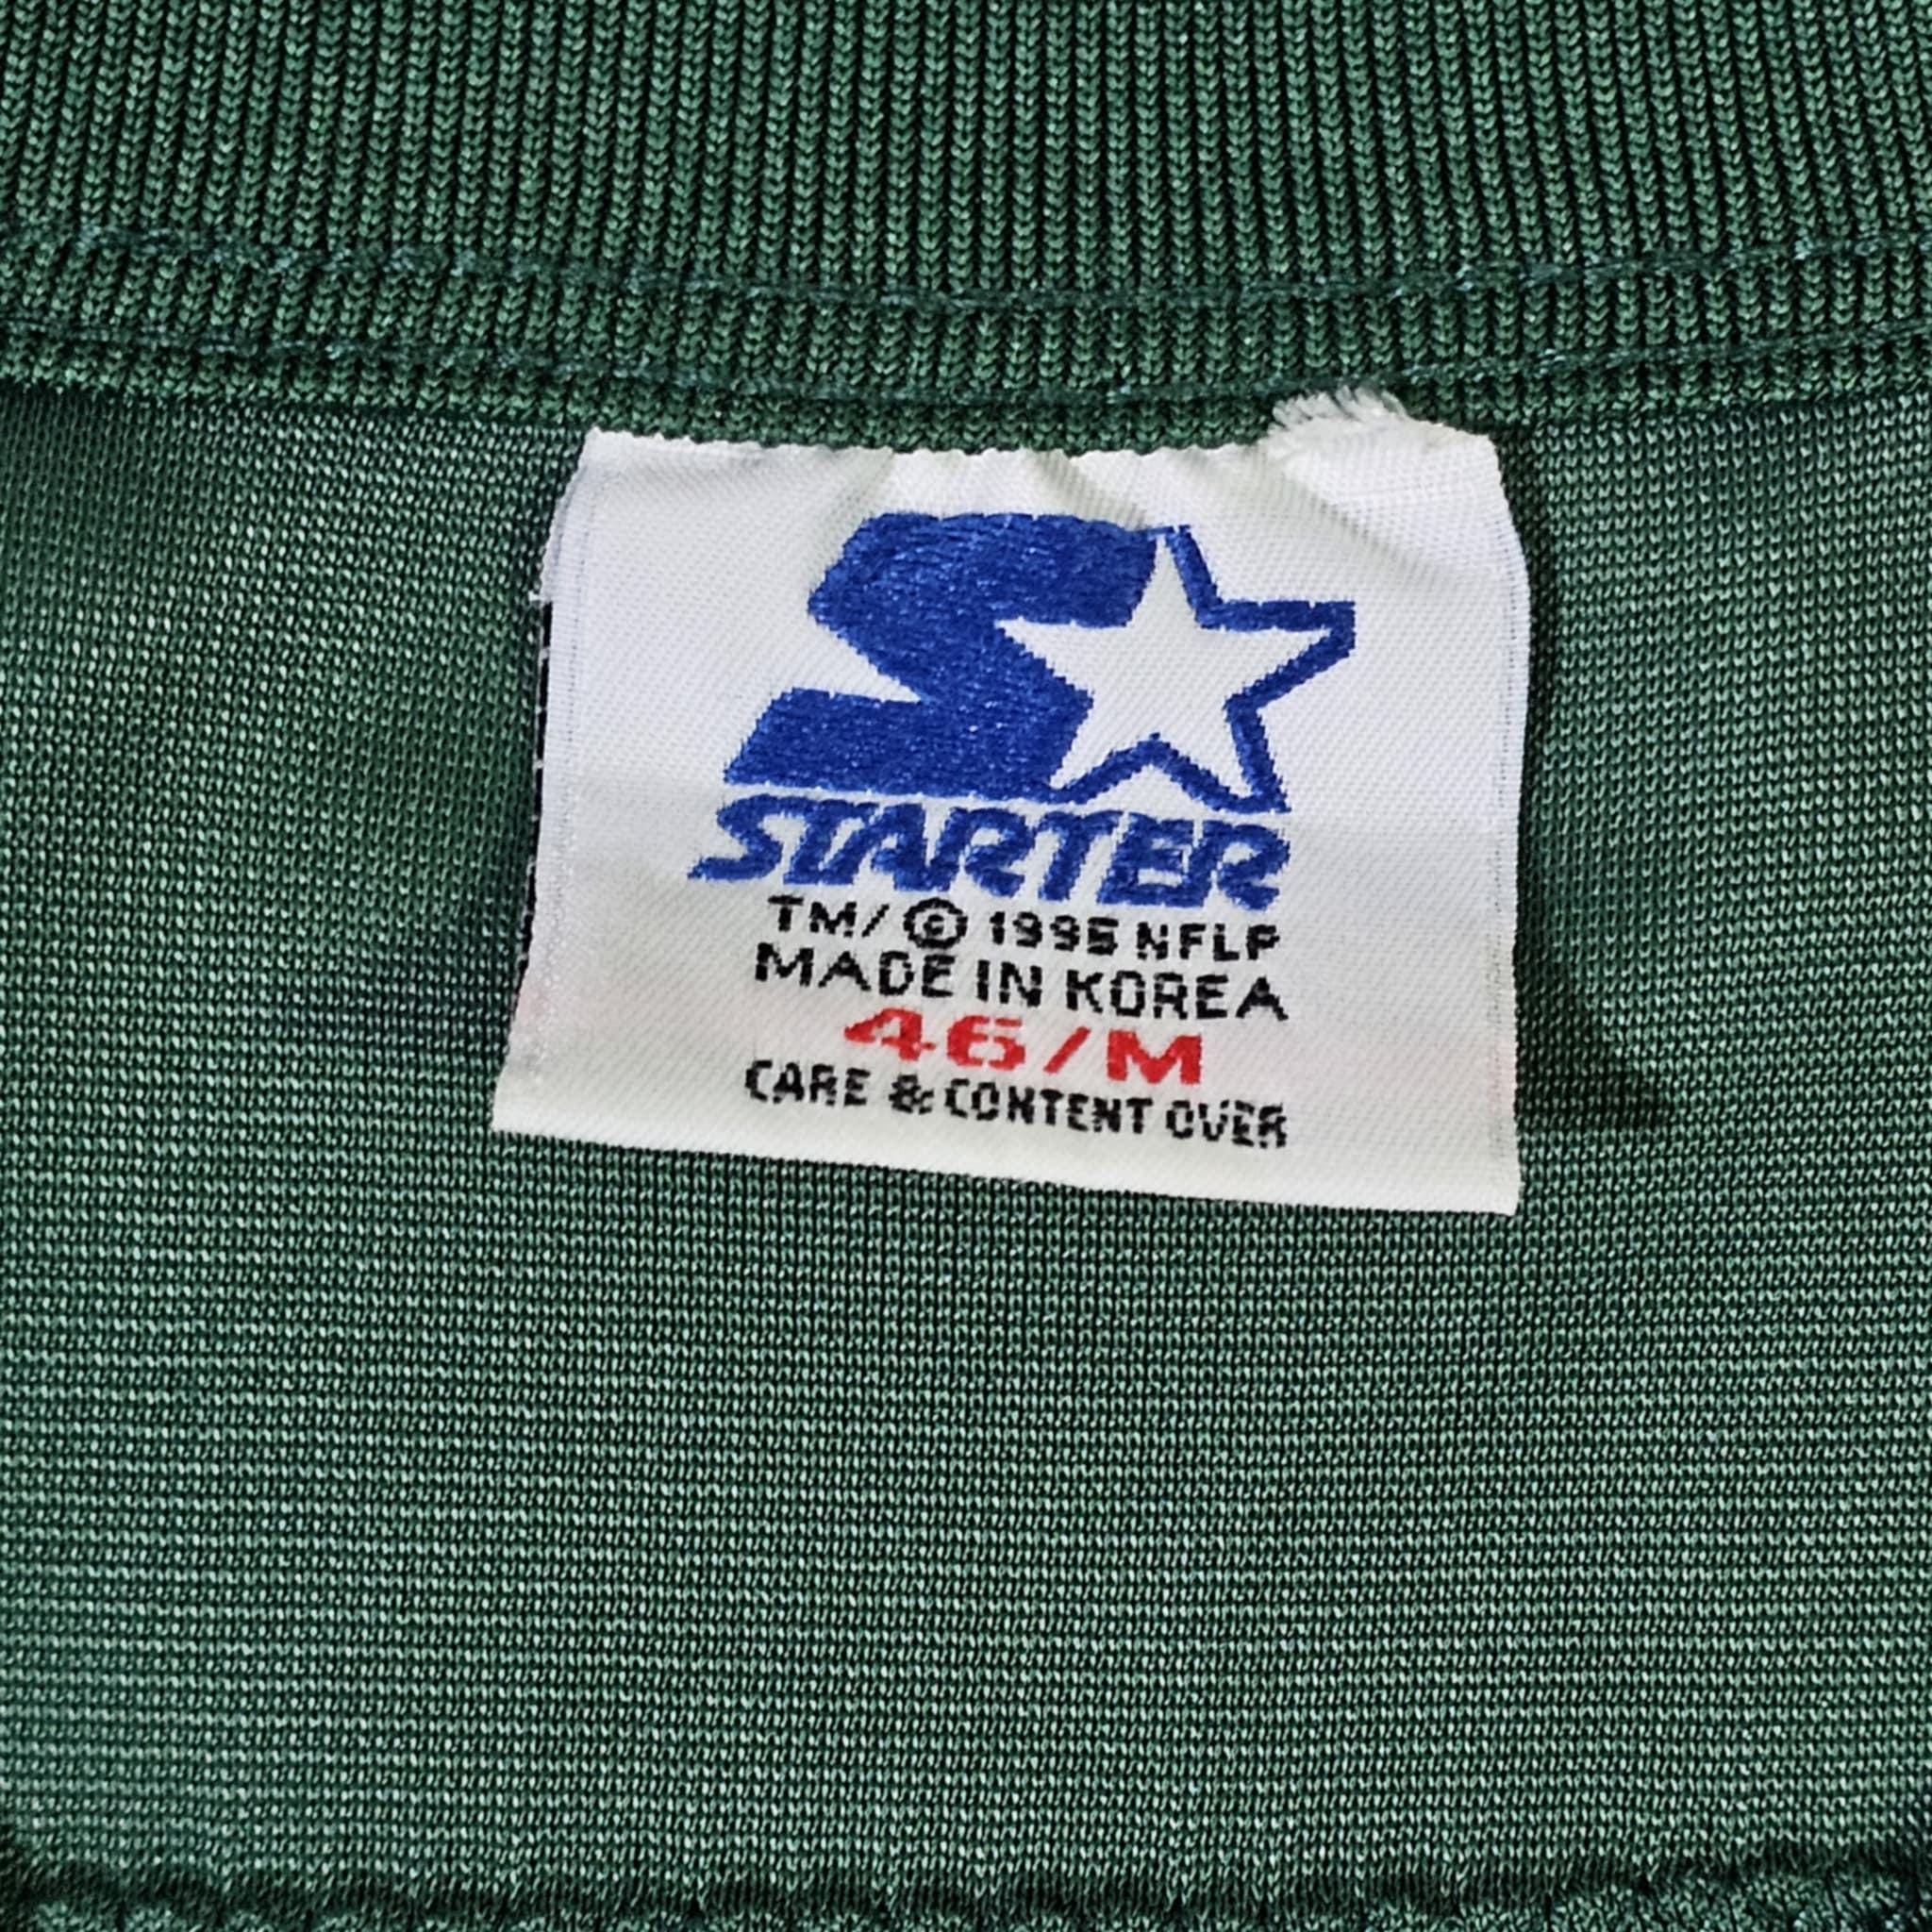 STARTER
TM/© 1995 NFLP
MADE IN KOREA
46/M
CARE & CONTENT OVER